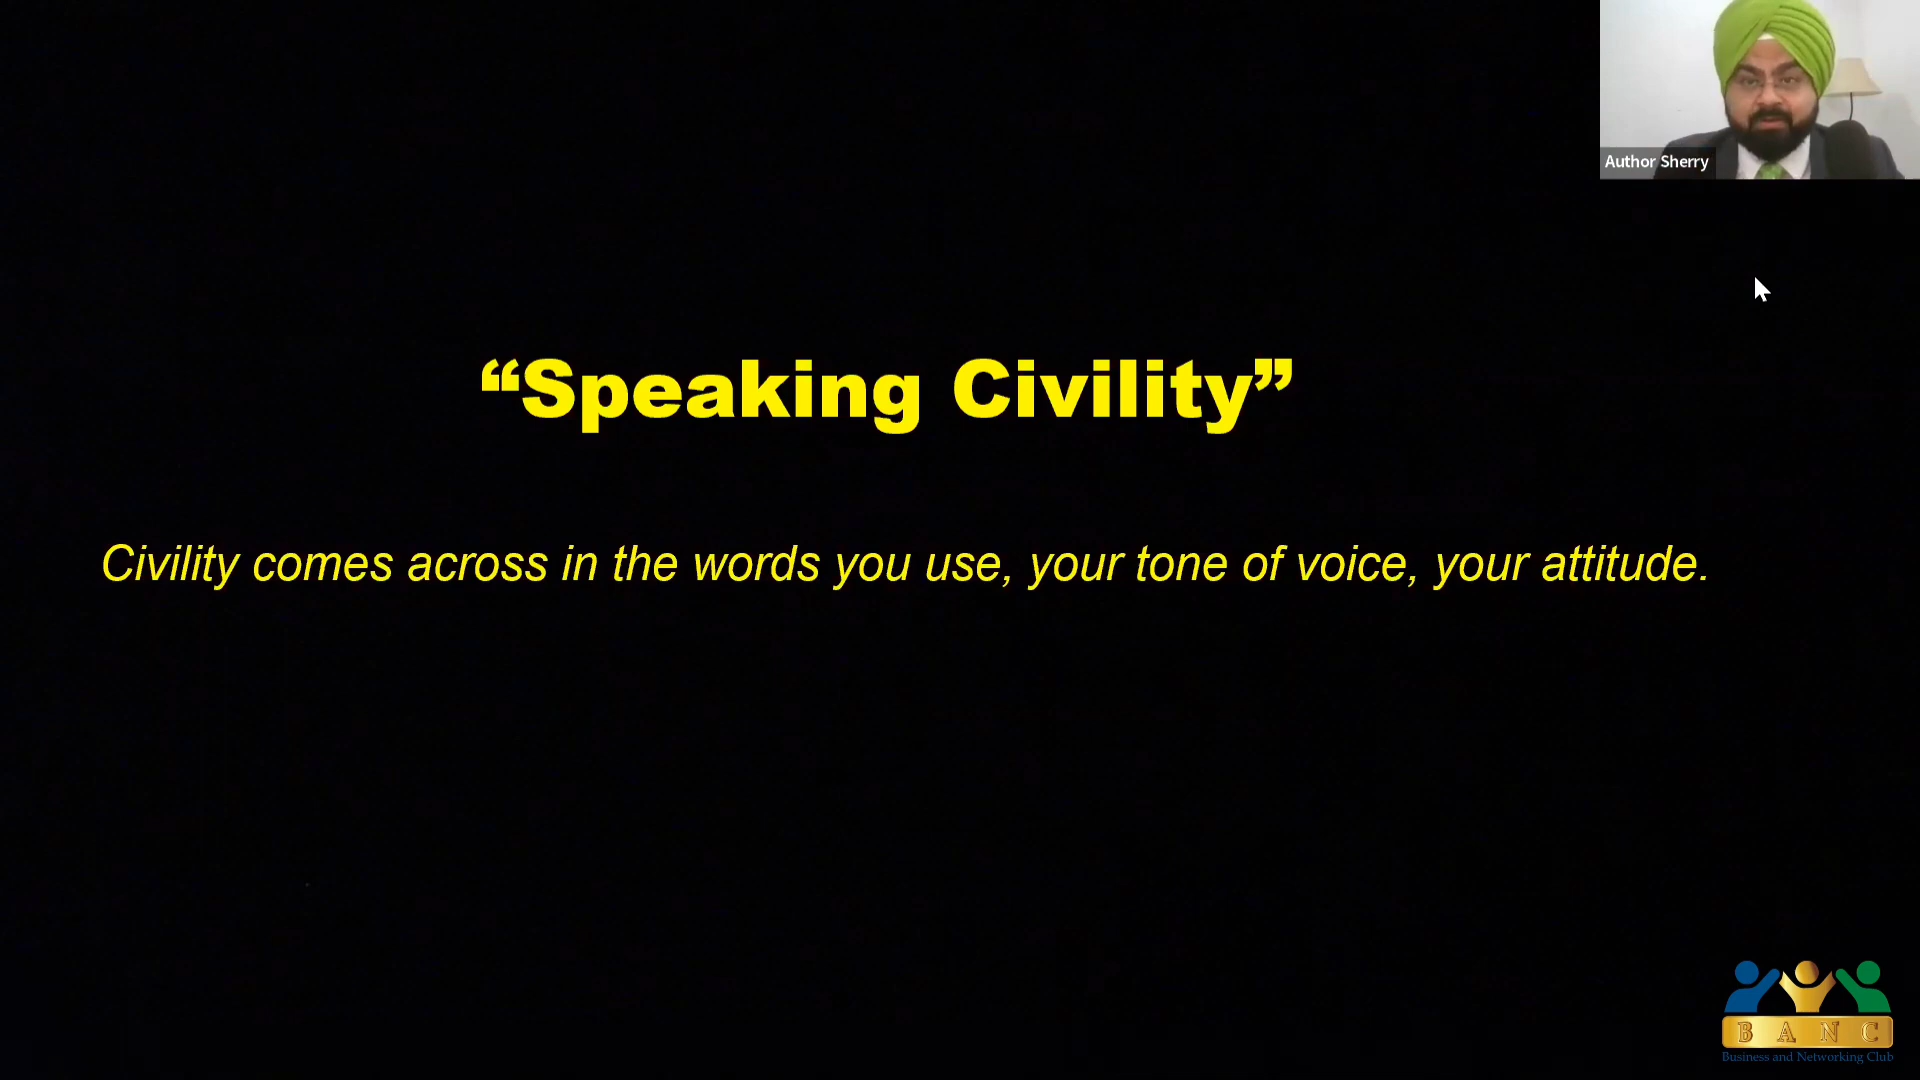 Author Sherry
“Speaking Civility”
Civility comes across in the words you use, your tone of voice, your attitude.
B A N C
Business and Networking Club